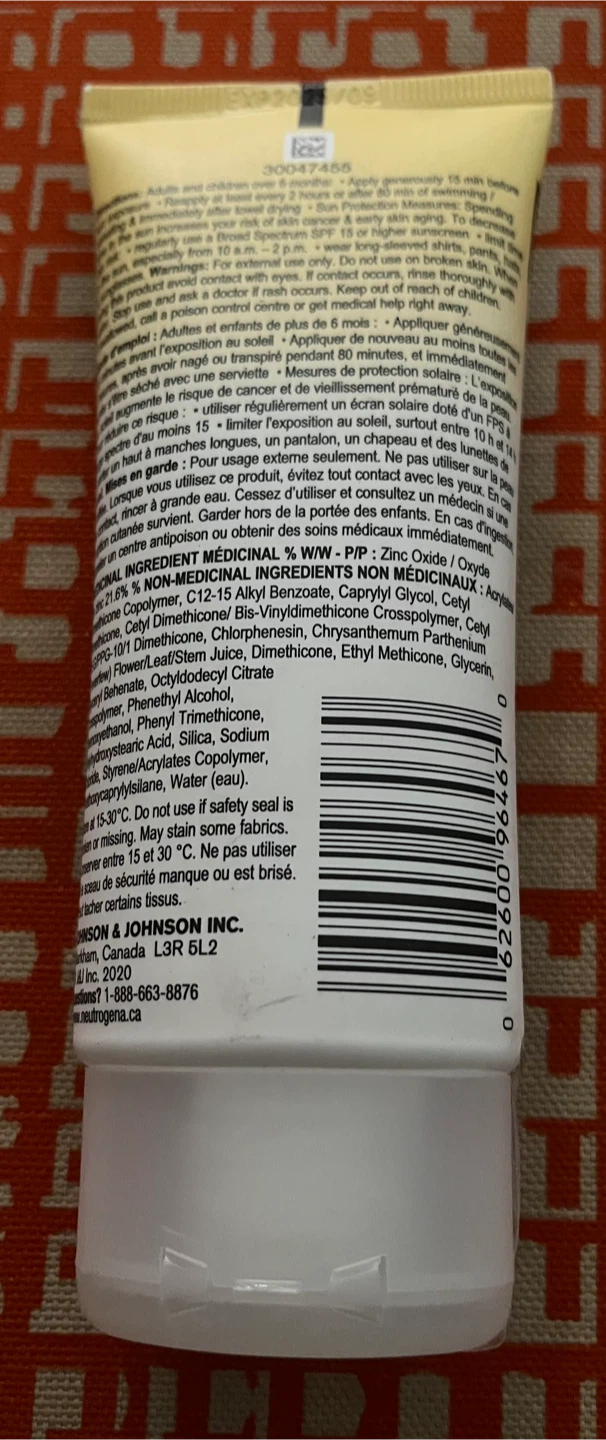 30047455
Adults and children over 6 months: • Apply generously 15 min before
• Reapply at least every 2 hours or after 80 min of swimming /
& immediately after towel drying • Sun Protection Measures: Spending
the sun increases your risk of skin cancer & early skin aging. To decrease
• regularly use a Broad Spectrum SPF 15 or higher sunscreen • limit time
sun, especially from 10 a.m. – 2 p.m. • wear long-sleeved shirts, pants,
Warnings: For external use only. Do not use on broken skin. When
product avoid contact with eyes. If contact occurs, rinse thoroughly with
Stop use and ask a doctor if rash occurs. Keep out of reach of children.
call a poison control centre or get medical help right away.
d'emploi : Adultes et enfants de plus de 6 mois : • Appliquer généreusement
avant l'exposition au soleil • Appliquer de nouveau au moins toutes les
après avoir nagé ou transpiré pendant 80 minutes, et immédiatement
séché avec une serviette • Mesures de protection solaire : L'exposition
augmente le risque de cancer et de vieillissement prématuré de la peau
ce risque : • utiliser régulièrement un écran solaire doté d'un FPS à
spectre d'au moins 15 • limiter l'exposition au soleil, surtout entre 10 h et 14 h
un haut à manches longues, un pantalon, un chapeau et des lunettes de
Mises en garde : Pour usage externe seulement. Ne pas utiliser sur la peau
Lorsque vous utilisez ce produit, évitez tout contact avec les yeux. En cas
rincer à grande eau. Cessez d'utiliser et consultez un médecin si une
cutanée survient. Garder hors de la portée des enfants. En cas d'ingestion
un centre antipoison ou obtenir des soins médicaux immédiatement.
INGREDIENT MÉDICINAL % W/W - P/P : Zinc Oxide / Oxyde
21.6% % NON-MEDICINAL INGREDIENTS NON MÉDICINAUX : Acrylates
Copolymer, C12-15 Alkyl Benzoate, Caprylyl Glycol, Cetyl
Cetyl Dimethicone/ Bis-Vinyldimethicone Crosspolymer, Cetyl
Dimethicone, Chlorphenesin, Chrysanthemum Parthenium
Flower/Leaf/Stem Juice, Dimethicone, Ethyl Methicone, Glycerin,
Behenate, Octyldodecyl Citrate
Phenethyl Alcohol,
Phenyl Trimethicone,
Acid, Silica, Sodium
Styrene/Acrylates Copolymer,
Water (eau).
at 15-30°C. Do not use if safety seal is
or missing. May stain some fabrics.
entre 15 et 30 °C. Ne pas utiliser
sceau de sécurité manque ou est brisé.
tacher certains tissus.
JOHNSON & JOHNSON INC.
Canada L3R 5L2
Inc. 2020
1-888-663-8876
www.neutrogena.ca
0 62600 96467 0